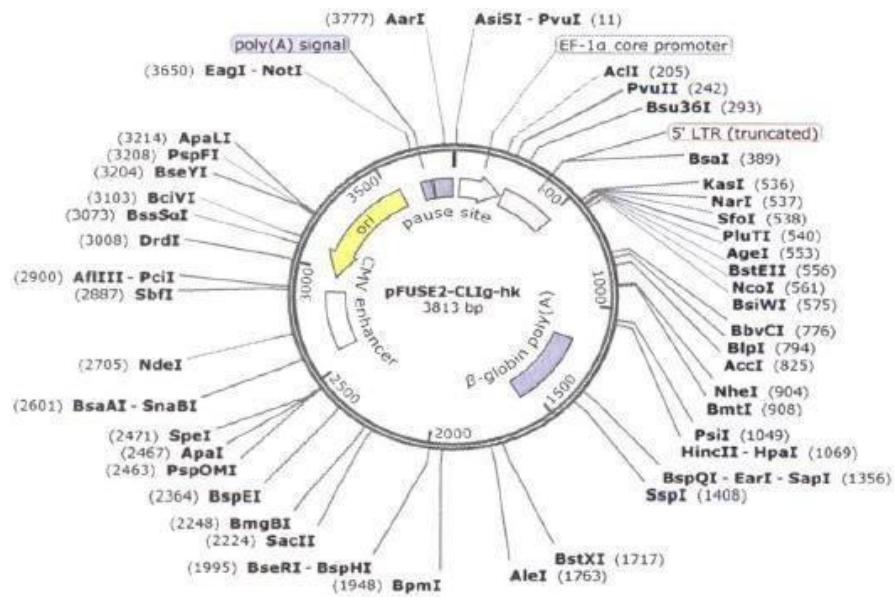 (3777) AarI
AsiSI - PvuI (11)
poly(A) signal
EF-1α core promoter
(3650) EagI - NotI
AclI (205)
PvuII (242)
Bsu36I (293)
5' LTR (truncated)
BsaI (389)
(3214) ApaLI
(3208) PspFI
(3204) BseYI
(3103) BciVI
(3073) BssSαI
(3008) DrdI
(2900) AflIII - PciI
(2887) SbfI
(2705) NdeI
(2601) BsaAI - SnaBI
(2471) SpeI
(2467) ApaI
(2463) PspOMI
(2364) BspEI
(2248) BmgBI
(2224) SacII
(1995) BseRI - BspHI
(1948) BpmI
KasI (536)
NarI (537)
SfoI (538)
PluTI (540)
AgeI (553)
BstEII (556)
NcoI (561)
BsiWI (575)
BbvCI (776)
BlpI (794)
AccI (825)
NheI (904)
BmtI (908)
PsiI (1049)
HincII - HpaI (1069)
BspQI - EarI - SapI (1356)
SspI (1408)
BstXI (1717)
AleI (1763)
3500
3000
2500
2000
1500
1000
ori
pause site
CMV enhancer
β-globin poly(A)
pFUSE2-CLIg-hk
3813 bp